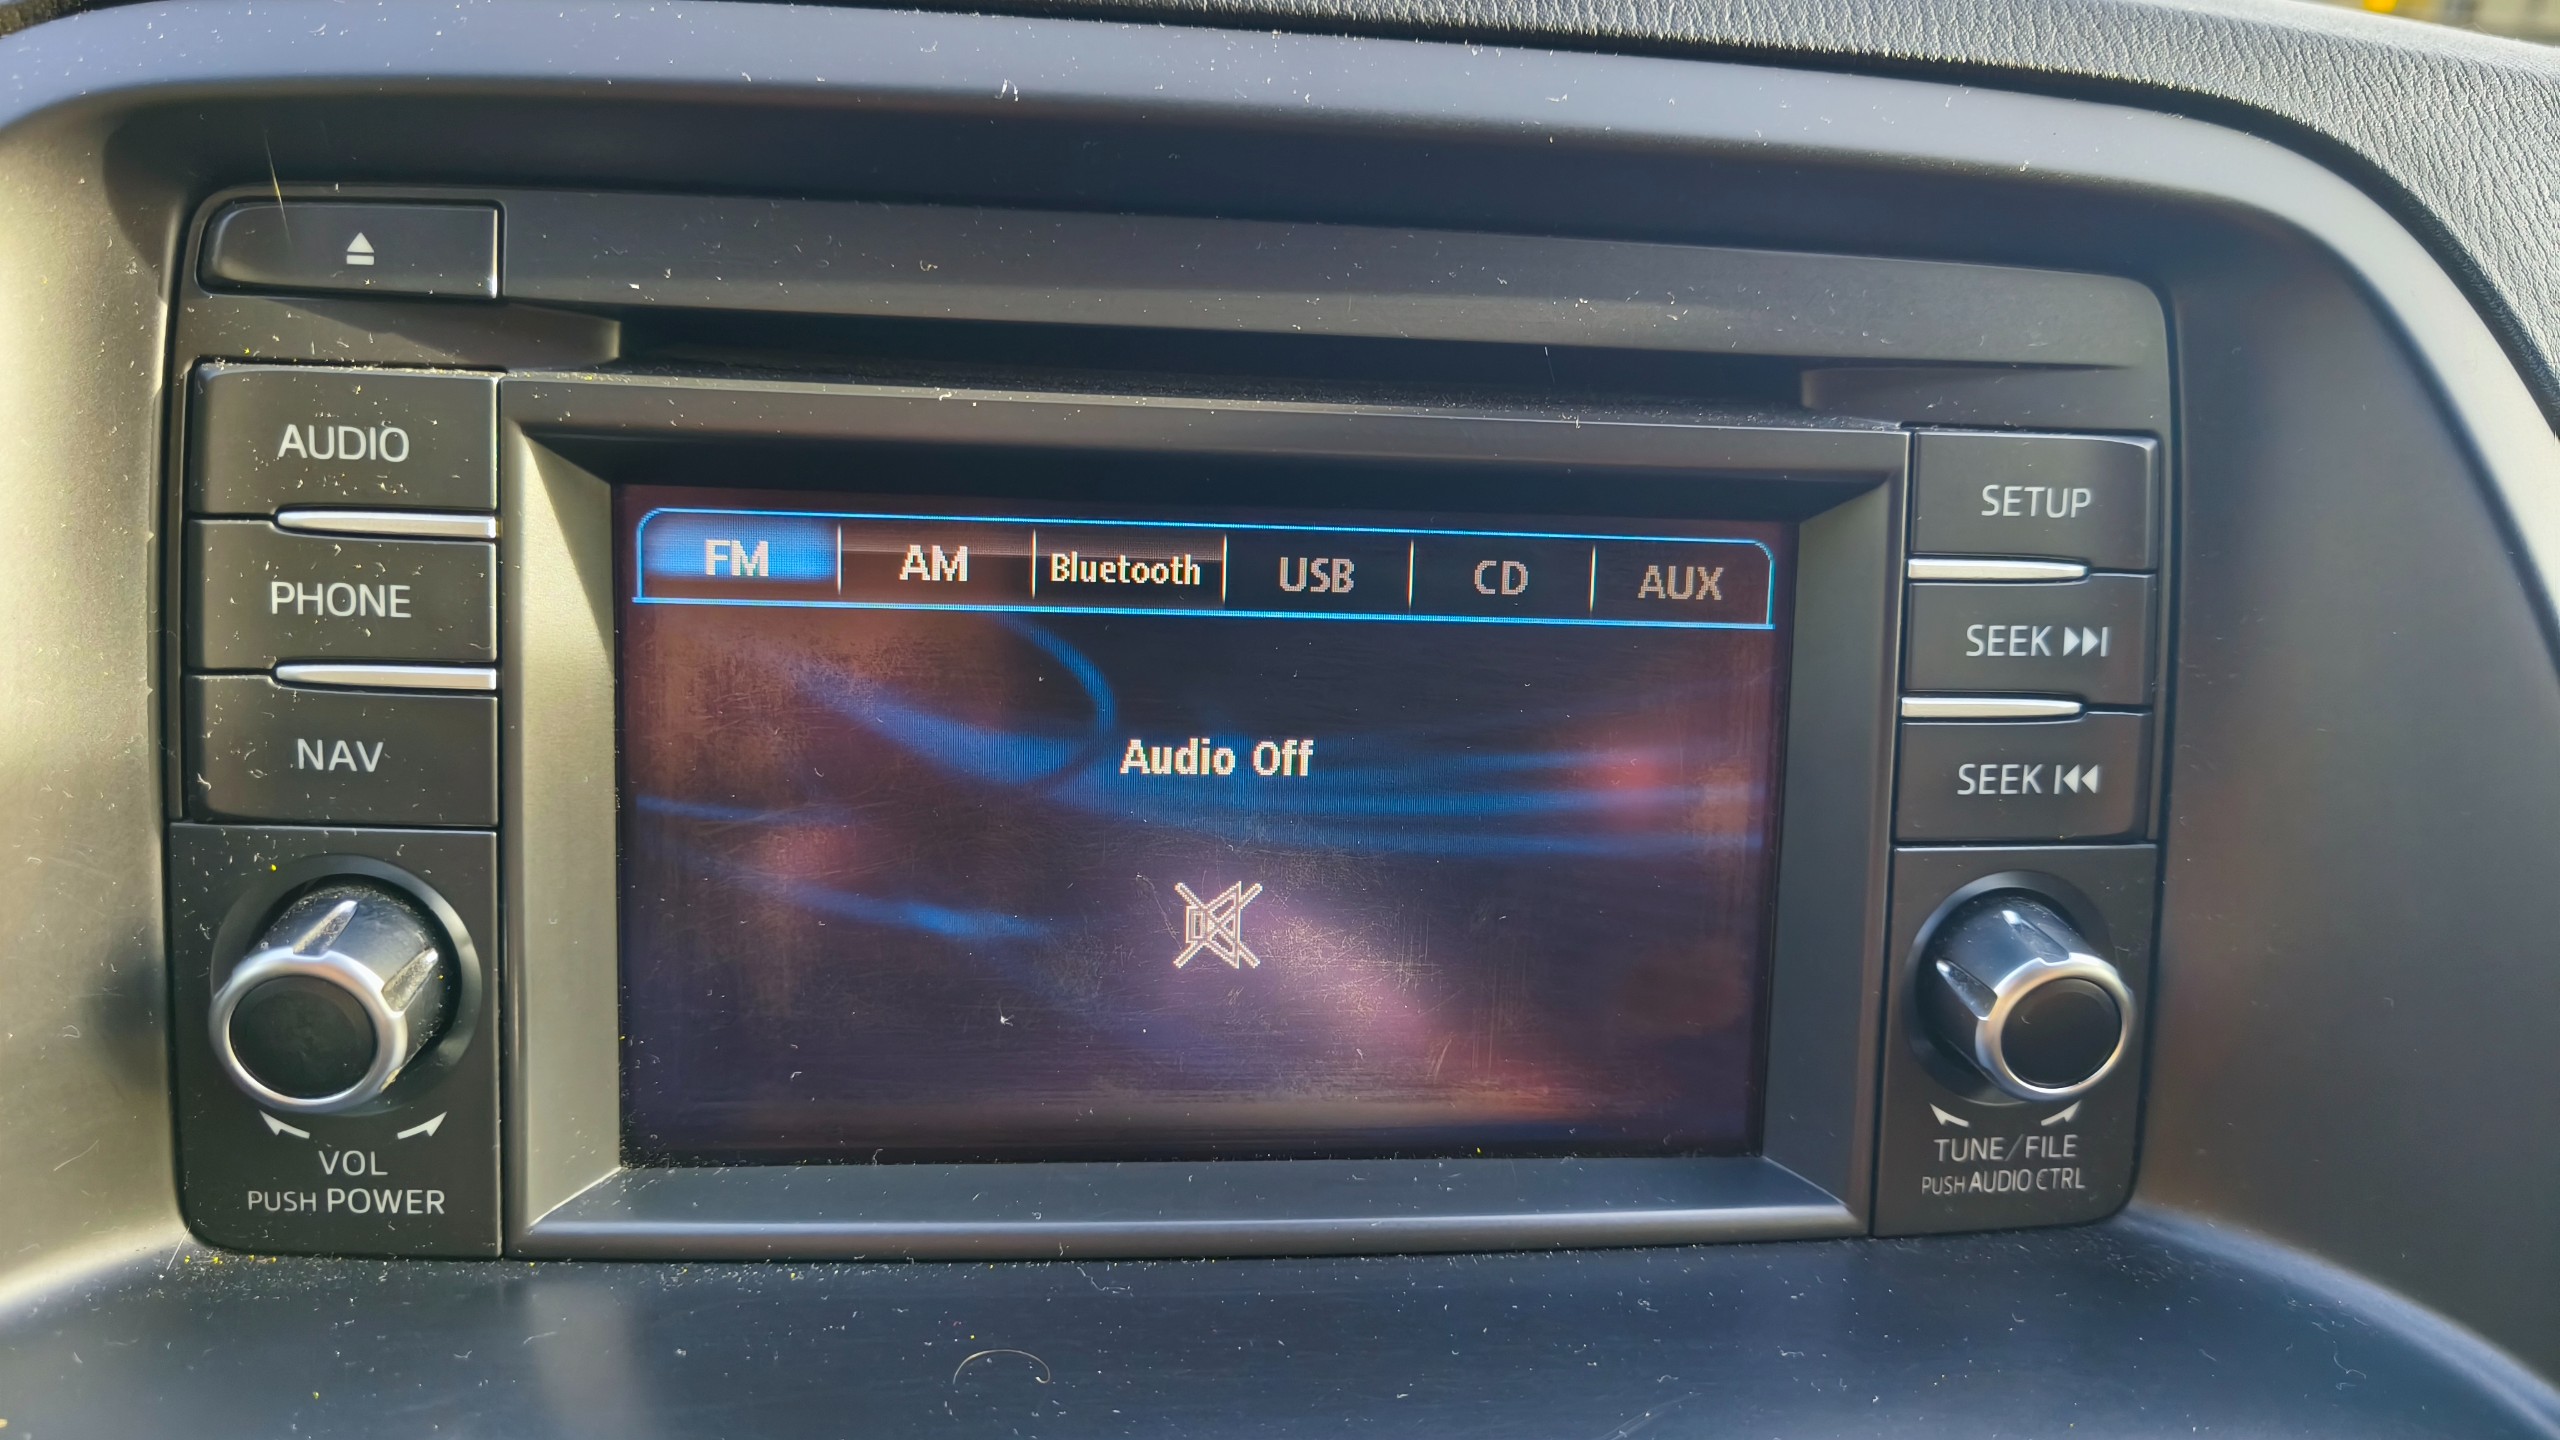 AUDIO
PHONE
NAV
VOL
PUSH POWER
FM AM Bluetooth USB CD AUX
Audio Off
SETUP
SEEK
SEEK
TUNE/FILE
PUSH AUDIO CTRL